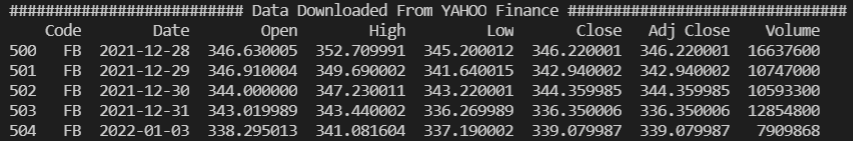 ########################## Data Downloaded From YAHOO Finance ##############################
Code Date Open High Low Close Adj Close Volume
500 FB 2021-12-28 346.630005 352.709991 345.200012 346.220001 346.220001 16637600
501 FB 2021-12-29 346.910004 349.690002 341.640015 342.940002 342.940002 10747000
502 FB 2021-12-30 344.000000 347.230011 343.220001 344.359985 344.359985 10593300
503 FB 2021-12-31 343.019989 343.440002 336.269989 336.350006 336.350006 12854800
504 FB 2022-01-03 338.295013 341.081604 337.190002 339.079987 339.079987 7909868